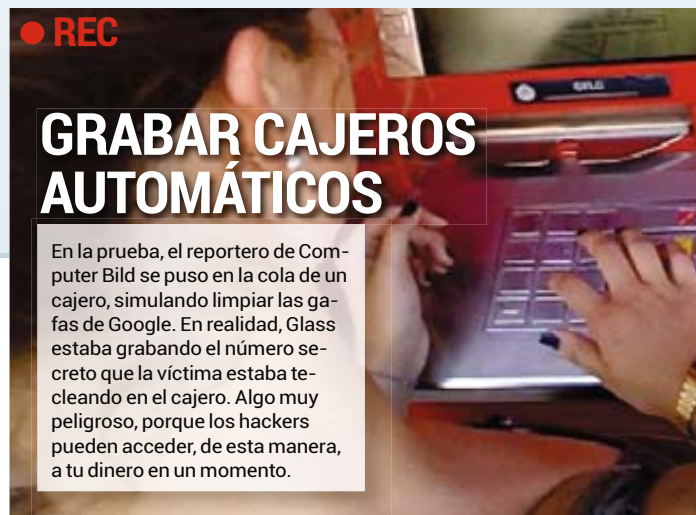 REC
GRABAR CAJEROS
AUTOMÁTICOS
En la prueba, el reportero de Com-
puter Bild se puso en la cola de un
cajero, simulando limpiar las ga-
fas de Google. En realidad, Glass
estaba grabando el número se-
creto que la víctima estaba te-
cleando en el cajero. Algo muy
peligroso, porque los hackers
pueden acceder, de esta manera,
a tu dinero en un momento.